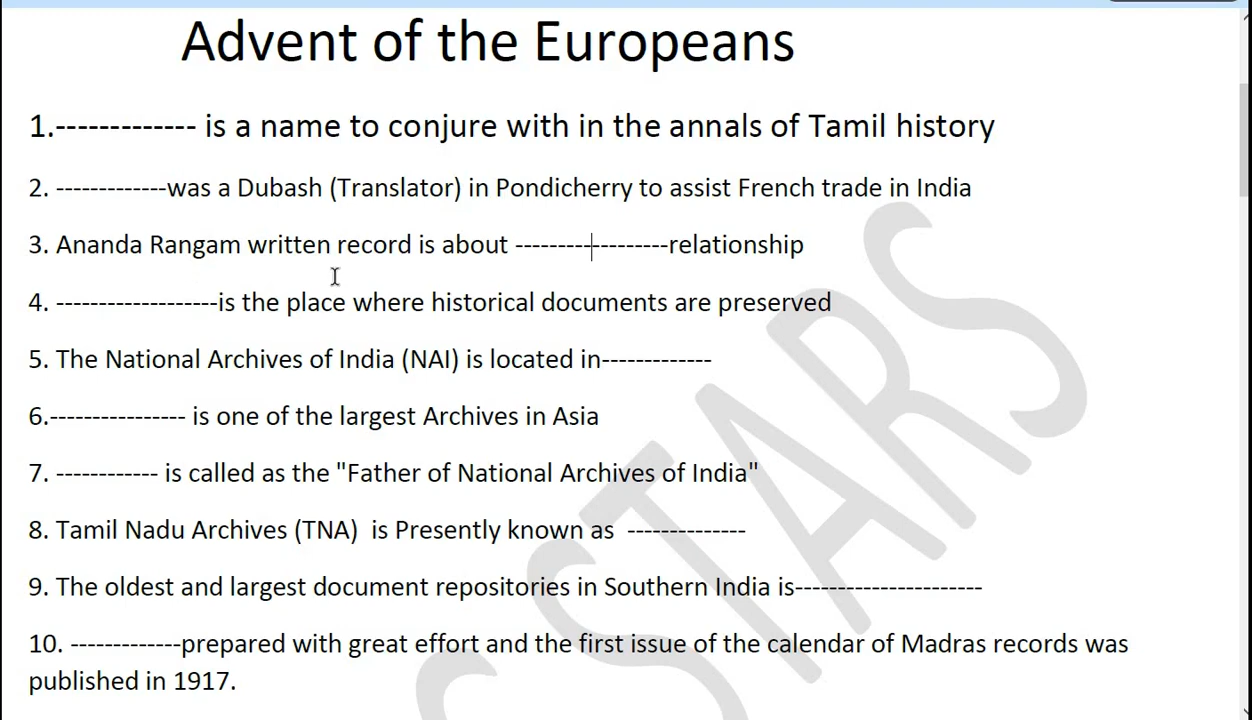 Advent of the Europeans
1.------------- is a name to conjure with in the annals of Tamil history
2. -------------was a Dubash (Translator) in Pondicherry to assist French trade in India
3. Ananda Rangam written record is about ------------------relationship
4. -------------------is the place where historical documents are preserved
5. The National Archives of India (NAI) is located in-------------
6.---------------- is one of the largest Archives in Asia
7. ------------ is called as the "Father of National Archives of India"
8. Tamil Nadu Archives (TNA)  is Presently known as  --------------
9. The oldest and largest document repositories in Southern India is----------------------
10. -------------prepared with great effort and the first issue of the calendar of Madras records was
published in 1917.
STARS